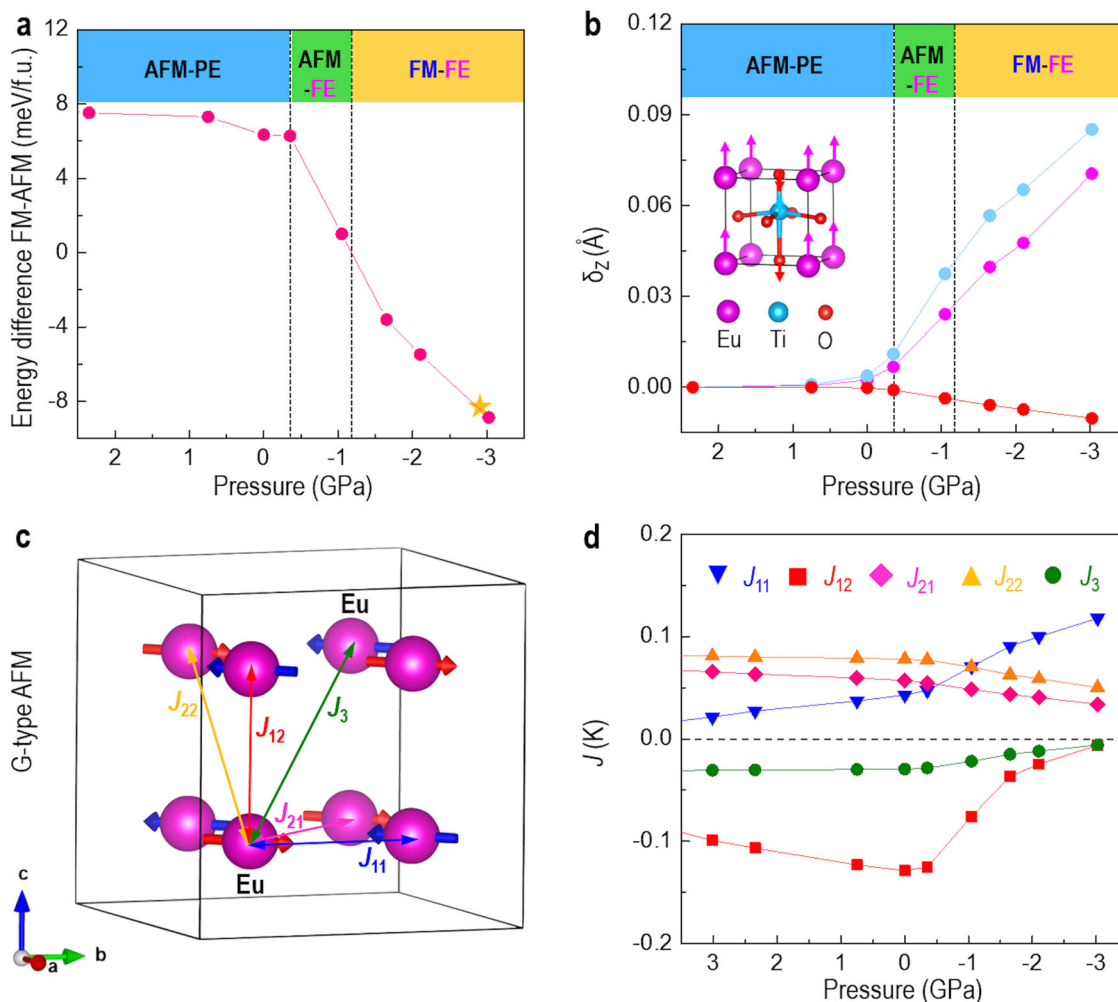 a
Energy difference FM-AFM (meV/f.u.)
12
8
4
0
-4
-8
AFM-PE
AFM
-FE
FM-FE
2 1 0 -1 -2 -3
Pressure (GPa)
b
δz (Å)
0.12
0.09
0.06
0.03
0.00
AFM-PE
AFM
-FE
FM-FE
Eu Ti O
2 1 0 -1 -2 -3
Pressure (GPa)
c
G-type AFM
Eu
J22
J12
J3
J21
J11
Eu
c
b
a
d
J11 J12 J21 J22 J3
J (K)
0.2
0.1
0.0
-0.1
-0.2
3 2 1 0 -1 -2 -3
Pressure (GPa)